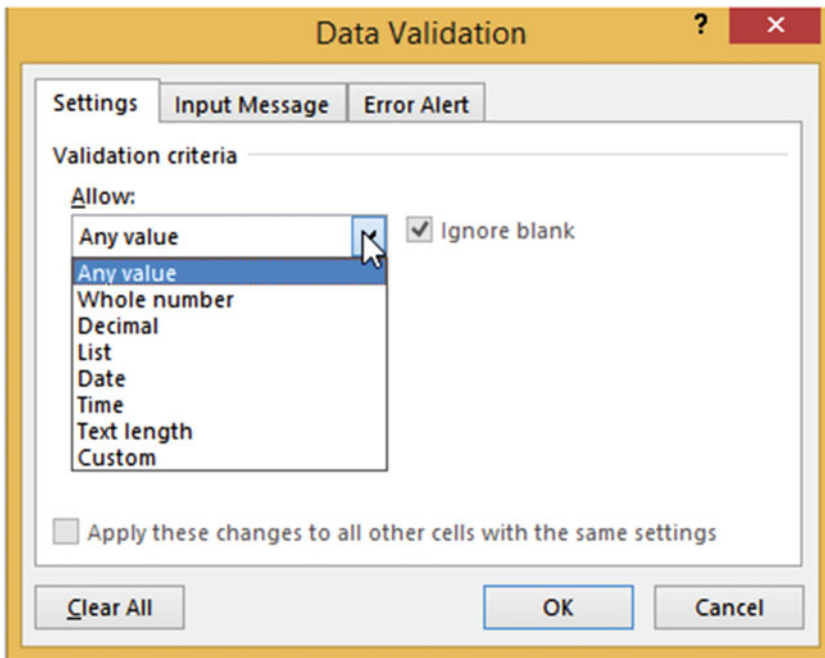 Data Validation
?
Settings
Input Message
Error Alert
Validation criteria
Allow:
Any value
Ignore blank
Any value
Whole number
Decimal
List
Date
Time
Text length
Custom
Apply these changes to all other cells with the same settings
Clear All
OK
Cancel